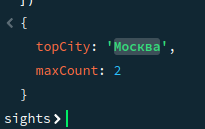 ])
< {
topCity: 'Москва',
maxCount: 2
}
sights>